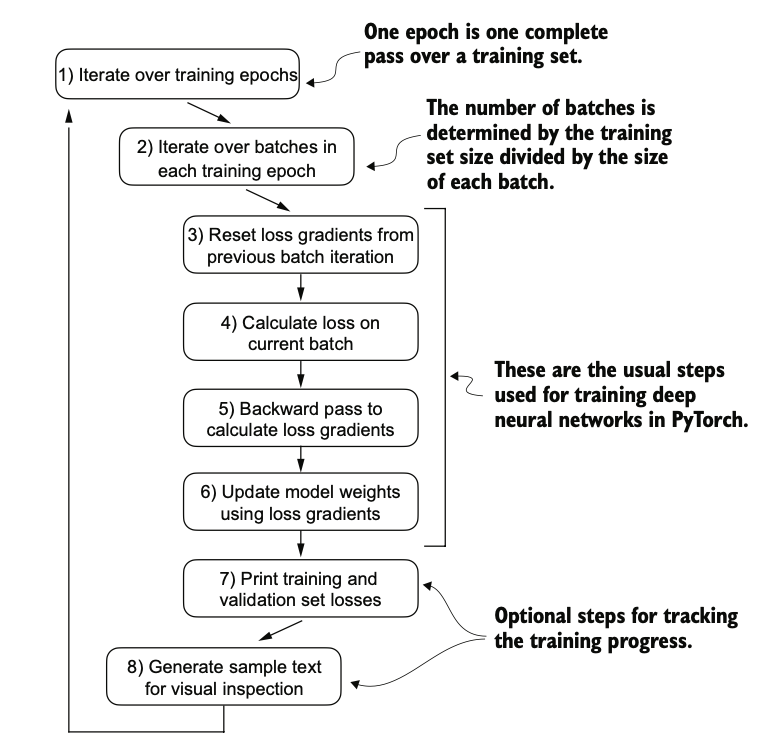 One epoch is one complete
pass over a training set.
1) Iterate over training epochs
The number of batches is
determined by the training
set size divided by the size
of each batch.
2) Iterate over batches in
each training epoch
3) Reset loss gradients from
previous batch iteration
4) Calculate loss on
current batch
These are the usual steps
used for training deep
neural networks in PyTorch.
5) Backward pass to
calculate loss gradients
6) Update model weights
using loss gradients
7) Print training and
validation set losses
Optional steps for tracking
the training progress.
8) Generate sample text
for visual inspection